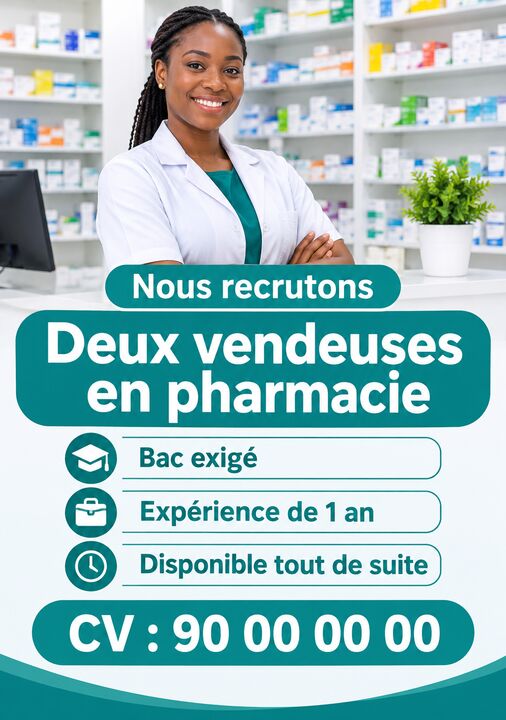 Nous recrutons
Deux vendeuses
en pharmacie
Bac exigé
Expérience de 1 an
Disponible tout de suite
CV : 90 00 00 00